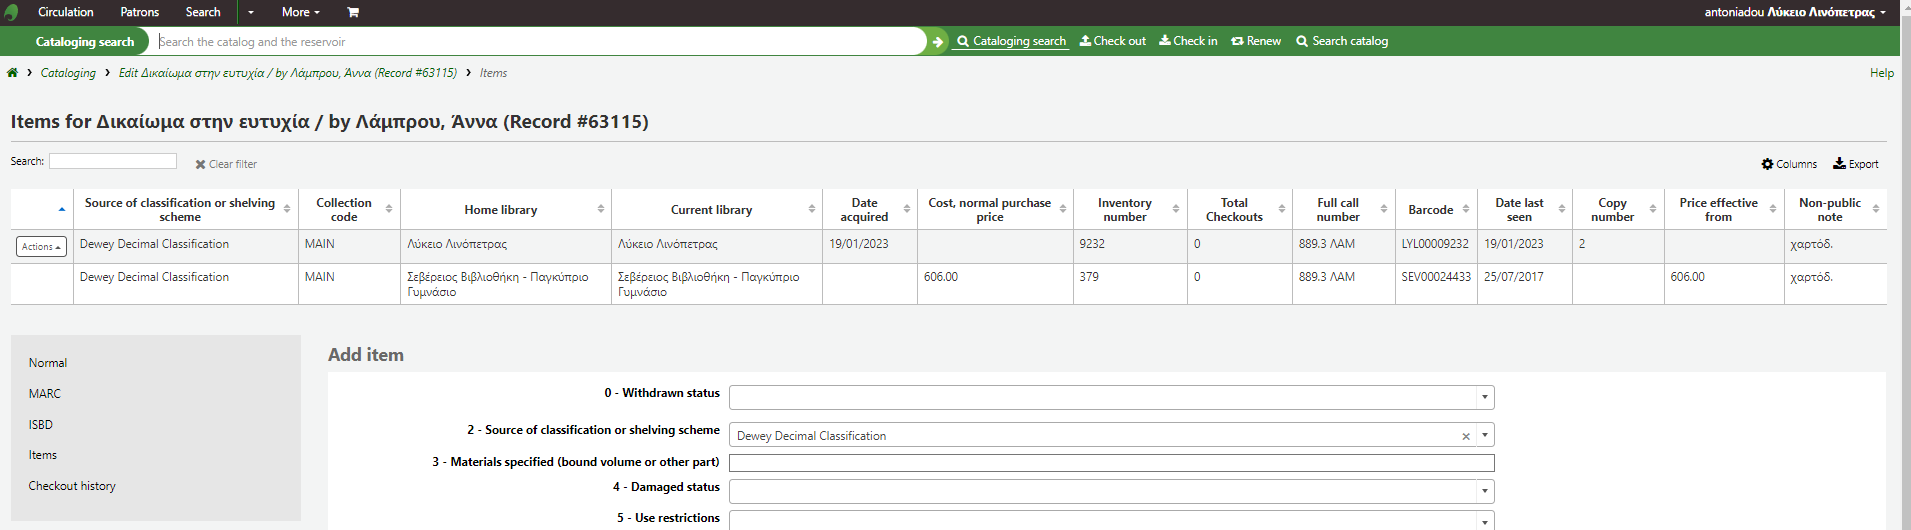 Circulation Patrons Search More antoniadou Λύκειο Λινόπετρας
Cataloging search Search the catalog and the reservoir Cataloging search Check out Check in Renew Search catalog
Cataloging Edit Δικαίωμα στην ευτυχία / by Λάμπρου, Άννα (Record #63115) Items Help
Items for Δικαίωμα στην ευτυχία / by Λάμπρου, Άννα (Record #63115)
Search: Clear filter Columns Export
Source of classification or shelving scheme Collection code Home library Current library Date acquired Cost, normal purchase price Inventory number Total Checkouts Full call number Barcode Date last seen Copy number Price effective from Non-public note
Actions Dewey Decimal Classification MAIN Λύκειο Λινόπετρας Λύκειο Λινόπετρας 19/01/2023 9232 0 889.3 ΛΑΜ LYL00009232 19/01/2023 2 χαρτόδ.
Dewey Decimal Classification MAIN Σεβέρειος Βιβλιοθήκη - Παγκύπριο Γυμνάσιο Σεβέρειος Βιβλιοθήκη - Παγκύπριο Γυμνάσιο 606.00 379 0 889.3 ΛΑΜ SEV00024433 25/07/2017 606.00 χαρτόδ.
Normal
MARC
ISBD
Items
Checkout history
Add item
0 - Withdrawn status
2 - Source of classification or shelving scheme Dewey Decimal Classification
3 - Materials specified (bound volume or other part)
4 - Damaged status
5 - Use restrictions